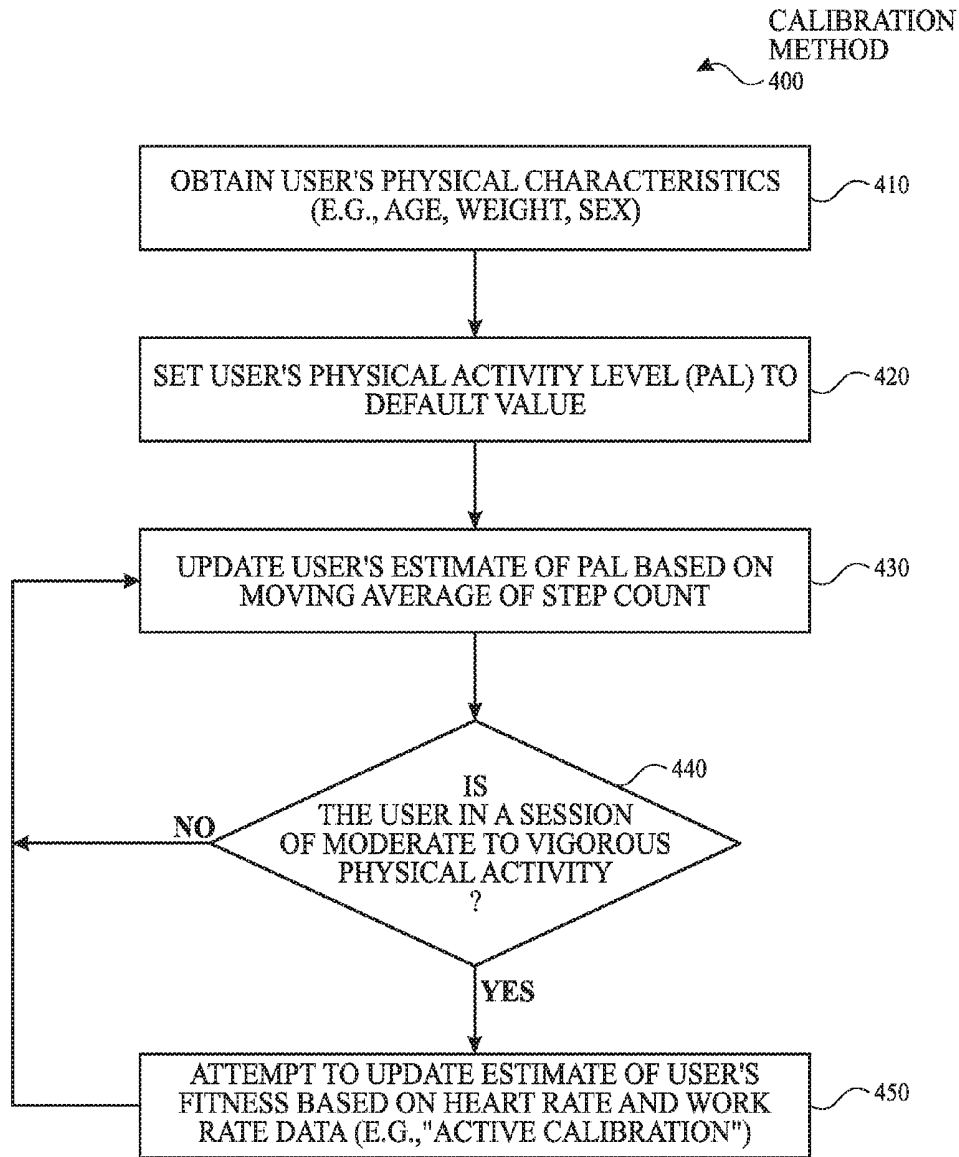 CALIBRATION
METHOD
400
OBTAIN USER'S PHYSICAL CHARACTERISTICS
(E.G., AGE, WEIGHT, SEX)
410
SET USER'S PHYSICAL ACTIVITY LEVEL (PAL) TO
DEFAULT VALUE
420
UPDATE USER'S ESTIMATE OF PAL BASED ON
MOVING AVERAGE OF STEP COUNT
430
IS
THE USER IN A SESSION
OF MODERATE TO VIGOROUS
PHYSICAL ACTIVITY
?
440
NO
YES
ATTEMPT TO UPDATE ESTIMATE OF USER'S
FITNESS BASED ON HEART RATE AND WORK
RATE DATA (E.G.,"ACTIVE CALIBRATION")
450